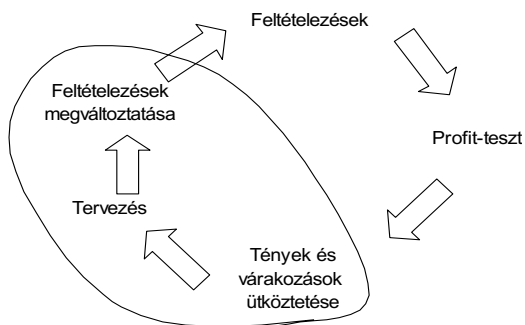 Feltételezések
Feltételezések
megváltoztatása
Profit-teszt
Tervezés
Tények és
várakozások
ütköztetése